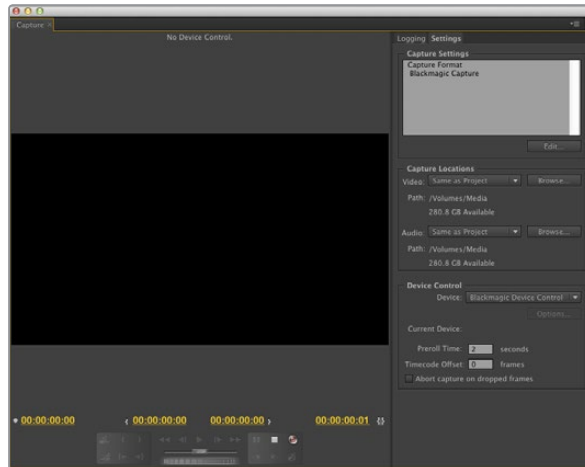 Capture
No Device Control.
Logging Settings
Capture Settings
Capture Format
Blackmagic Capture
Edit...
Capture Locations
Video: Same as Project Browse...
Path: /Volumes/Media
280.8 GB Available
Audio: Same as Project Browse...
Path: /Volumes/Media
280.8 GB Available
Device Control
Device: Blackmagic Device Control
Options...
Current Device:
Preroll Time: 2 seconds
Timecode Offset: 0 frames
Abort capture on dropped frames
00:00:00:00 00:00:00:00 00:00:00:00 00:00:00:01